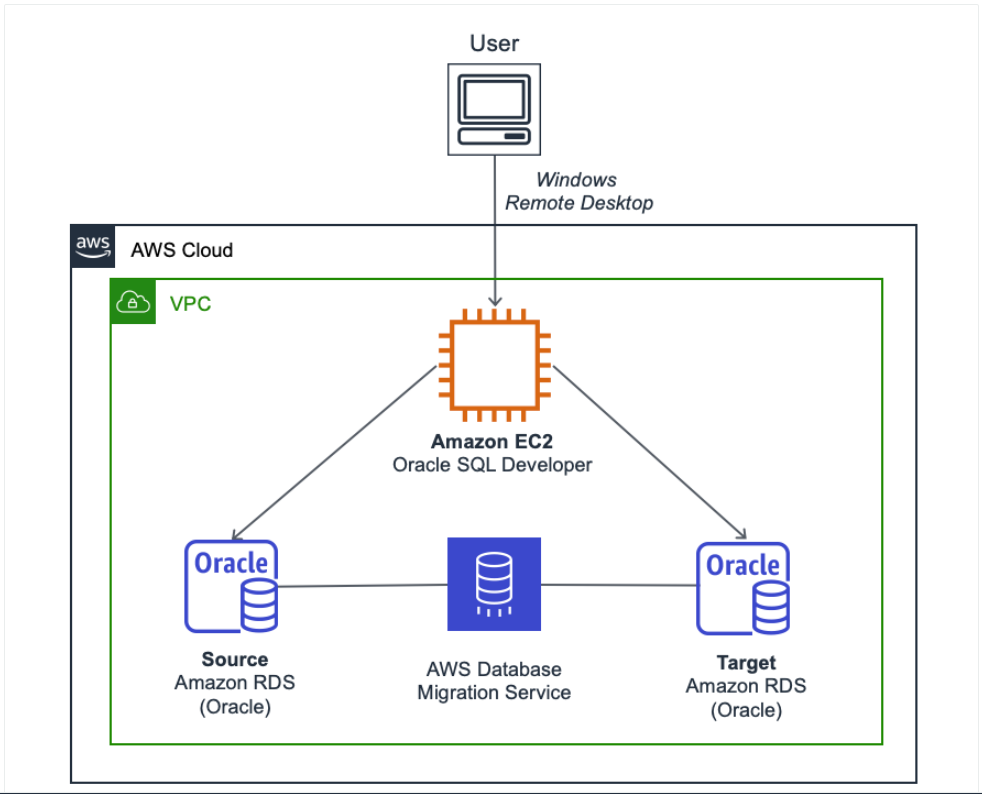 User
Windows
Remote Desktop
aws
AWS Cloud
VPC
Amazon EC2
Oracle SQL Developer
Oracle
Oracle
Source
Amazon RDS
(Oracle)
AWS Database
Migration Service
Target
Amazon RDS
(Oracle)